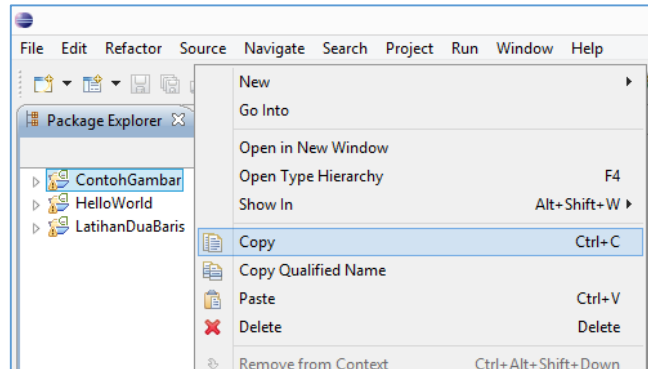 File Edit Refactor Source Navigate Search Project Run Window Help
Package Explorer
ContohGambar
HelloWorld
LatihanDuaBaris
New
Go Into
Open in New Window
Open Type Hierarchy F4
Show In Alt+Shift+W
Copy Ctrl+C
Copy Qualified Name
Paste Ctrl+V
Delete Delete
Remove from Context Ctrl+Alt+Shift+Down